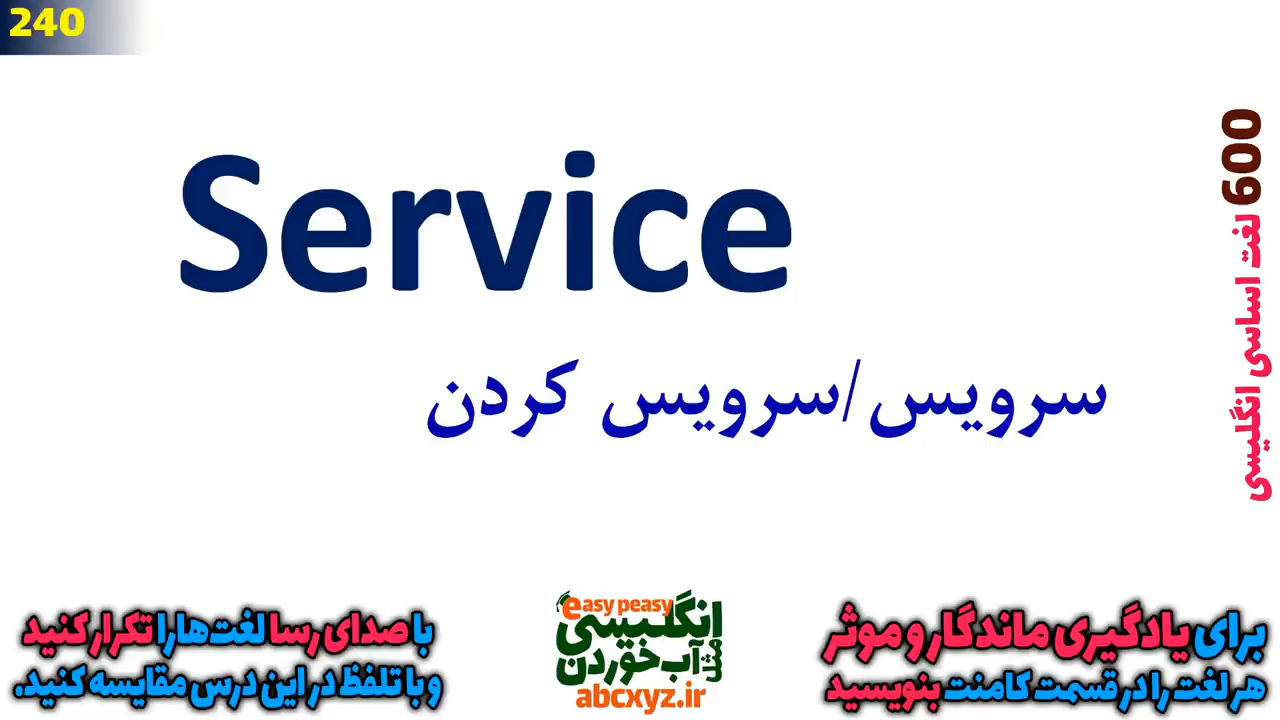 240
Service
سرویس/سرویس کردن
600 لغت اساسی انگلیسی
برای یادگیری ماندگار و موثر
هر لغت را در قسمت کامنت بنویسید
easy peasy
انگلیسی
مثل آب خوردن
abcxyz.ir
با صدای رسا لغت‌ها را تکرار کنید
و با تلفظ در این درس مقایسه کنید.